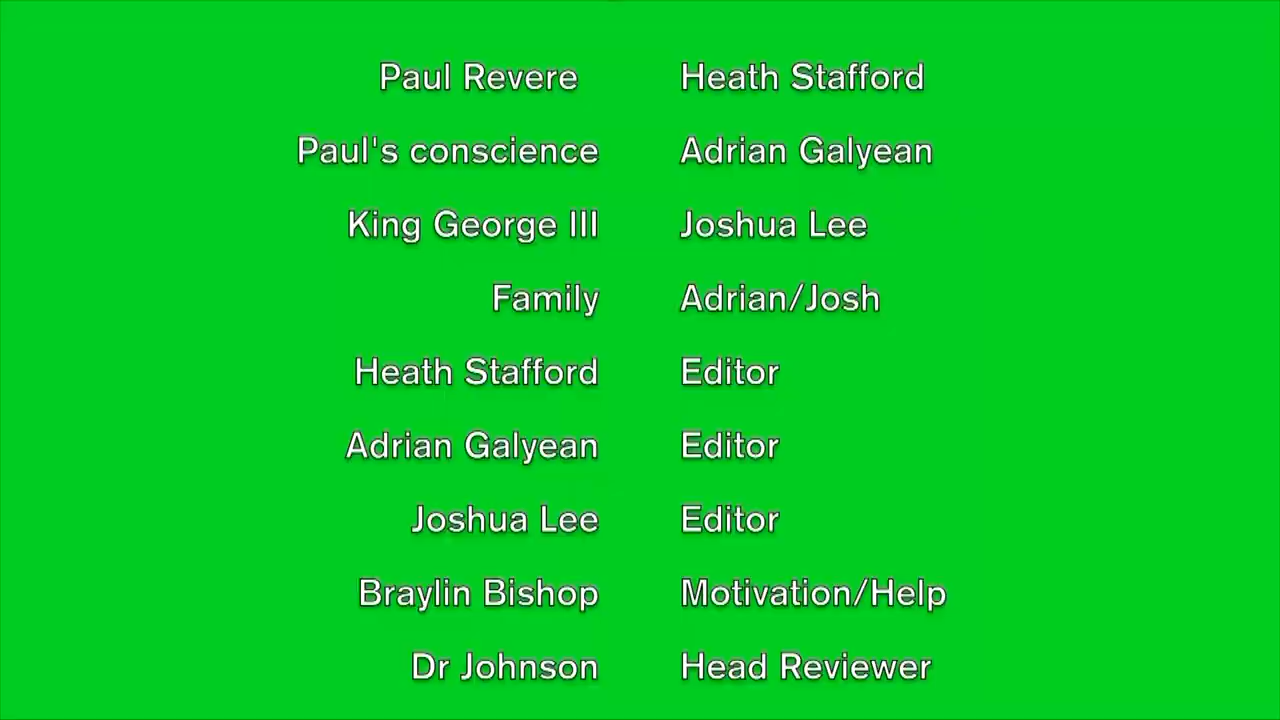 Paul Revere Heath Stafford
Paul's conscience Adrian Galyean
King George III Joshua Lee
Family Adrian/Josh
Heath Stafford Editor
Adrian Galyean Editor
Joshua Lee Editor
Braylin Bishop Motivation/Help
Dr Johnson Head Reviewer